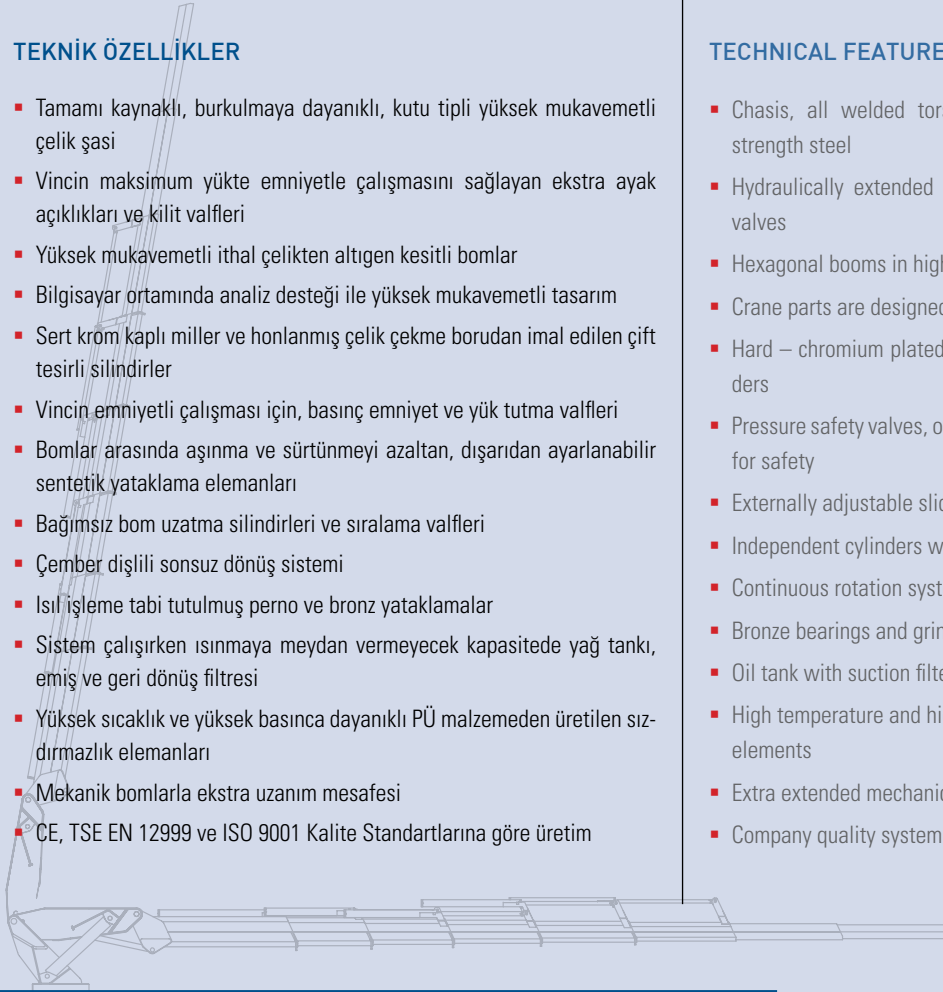 TEKNİK ÖZELLİKLER
▪ Tamamı kaynaklı, burkulmaya dayanıklı, kutu tipli yüksek mukavemetli
çelik şasi
▪ Vincin maksimum yükte emniyetle çalışmasını sağlayan ekstra ayak
açıklıkları ve kilit valfleri
▪ Yüksek mukavemetli ithal çelikten altıgen kesitli bomlar
▪ Bilgisayar ortamında analiz desteği ile yüksek mukavemetli tasarım
▪ Sert krom kaplı miller ve honlanmış çelik çekme borudan imal edilen çift
tesirli silindirler
▪ Vincin emniyetli çalışması için, basınç emniyet ve yük tutma valfleri
▪ Bomlar arasında aşınma ve sürtünmeyi azaltan, dışarıdan ayarlanabilir
sentetik yataklama elemanları
▪ Bağımsız bom uzatma silindirleri ve sıralama valfleri
▪ Çember dişlili sonsuz dönüş sistemi
▪ Isıl işleme tabi tutulmuş perno ve bronz yataklamalar
▪ Sistem çalışırken ısınmaya meydan vermeyecek kapasitede yağ tankı,
emiş ve geri dönüş filtresi
▪ Yüksek sıcaklık ve yüksek basınca dayanıklı PÜ malzemeden üretilen sız-
dırmazlık elemanları
▪ Mekanik bomlarla ekstra uzanım mesafesi
▪ CE, TSE EN 12999 ve ISO 9001 Kalite Standartlarına göre üretim
TECHNICAL FEATURE
▪ Chasis, all welded tor
strength steel
▪ Hydraulically extended
valves
▪ Hexagonal booms in hig
▪ Crane parts are designed
▪ Hard – chromium plated
ders
▪ Pressure safety valves, o
for safety
▪ Externally adjustable slid
▪ Independent cylinders w
▪ Continuous rotation syst
▪ Bronze bearings and grin
▪ Oil tank with suction filte
▪ High temperature and hi
elements
▪ Extra extended mechanic
▪ Company quality system